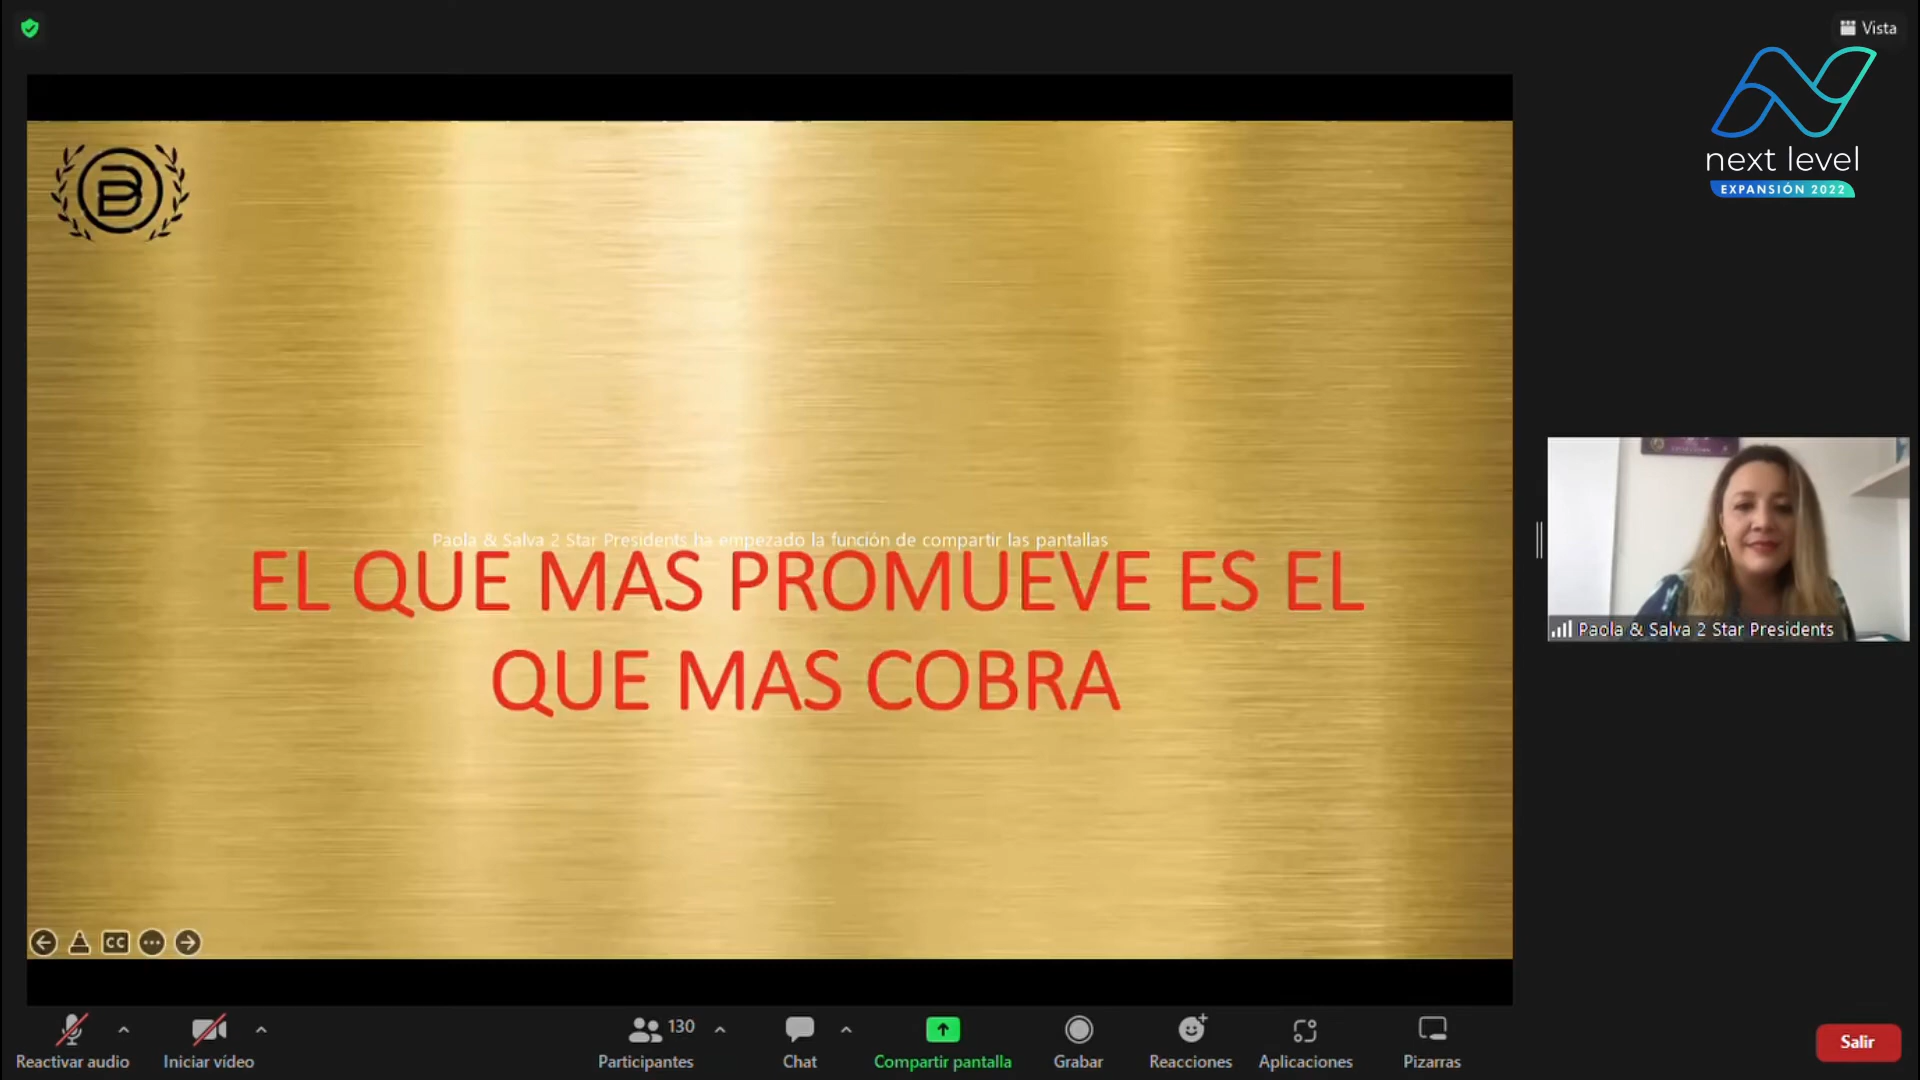 Vista
next level
EXPANSIÓN 2022
Paola & Salva 2 Star Presidents ha empezado la función de compartir las pantallas
EL QUE MAS PROMUEVE ES EL
QUE MAS COBRA
Paola & Salva 2 Star Presidents
CC
Reactivar audio
Iniciar vídeo
130
Participantes
Chat
Compartir pantalla
Grabar
Reacciones
Aplicaciones
Pizarras
Salir